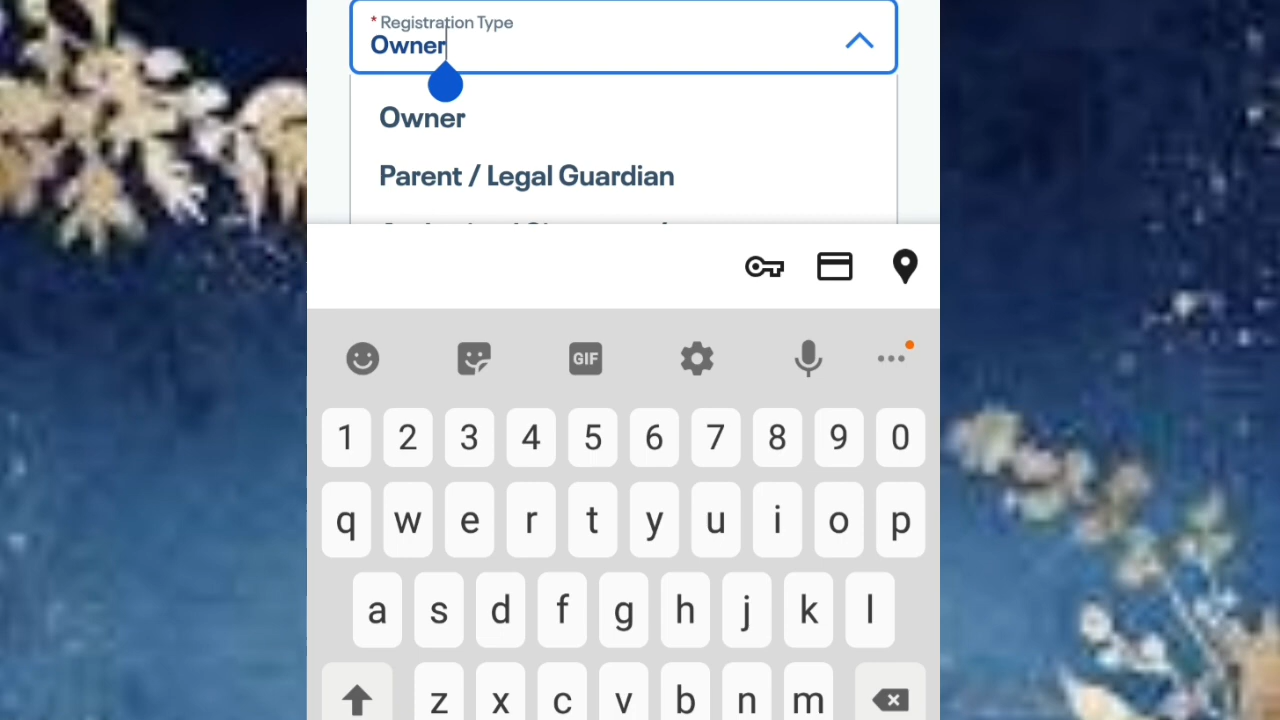 * Registration Type
Owner
Owner
Parent / Legal Guardian
GIF
1 2 3 4 5 6 7 8 9 0
q w e r t y u i o p
a s d f g h j k l
z x c v b n m